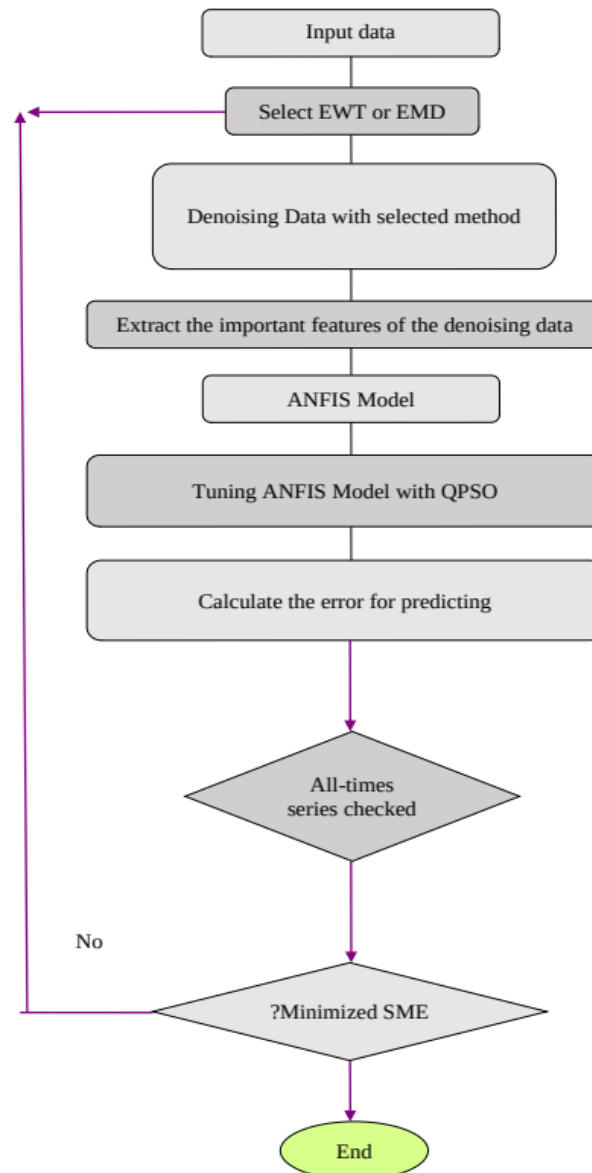 Input data
Select EWT or EMD
Denoising Data with selected method
Extract the important features of the denoising data
ANFIS Model
Tuning ANFIS Model with QPSO
Calculate the error for predicting
All-times
series checked
No
?Minimized SME
End